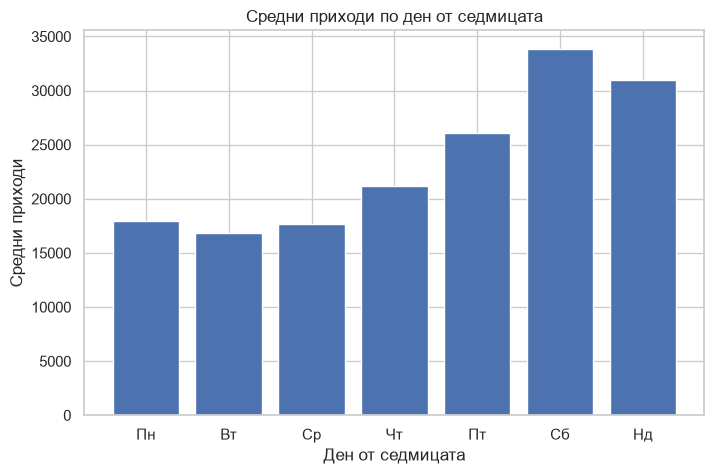 Средни приходи по ден от седмицата
35000
30000
25000
20000
15000
10000
5000
0
Средни приходи
Пн Вт Ср Чт Пт Сб Нд
Ден от седмицата